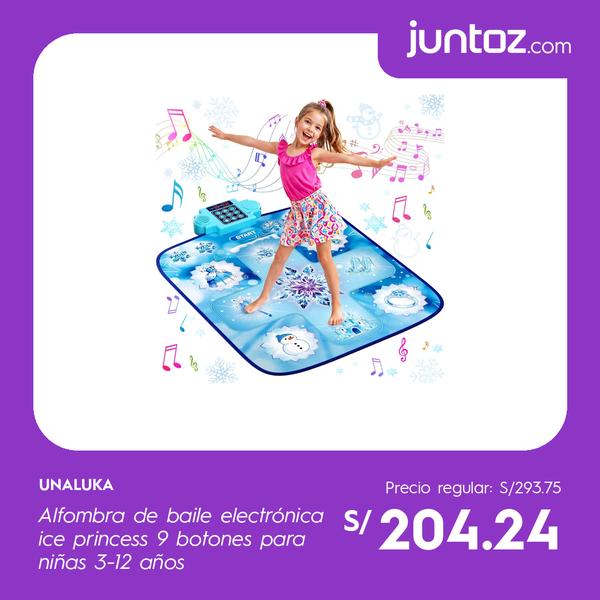 juntoz.com
START
UNALUKA
Alfombra de baile electrónica
ice princess 9 botones para
niñas 3-12 años
Precio regular: S/293.75
S/204.24